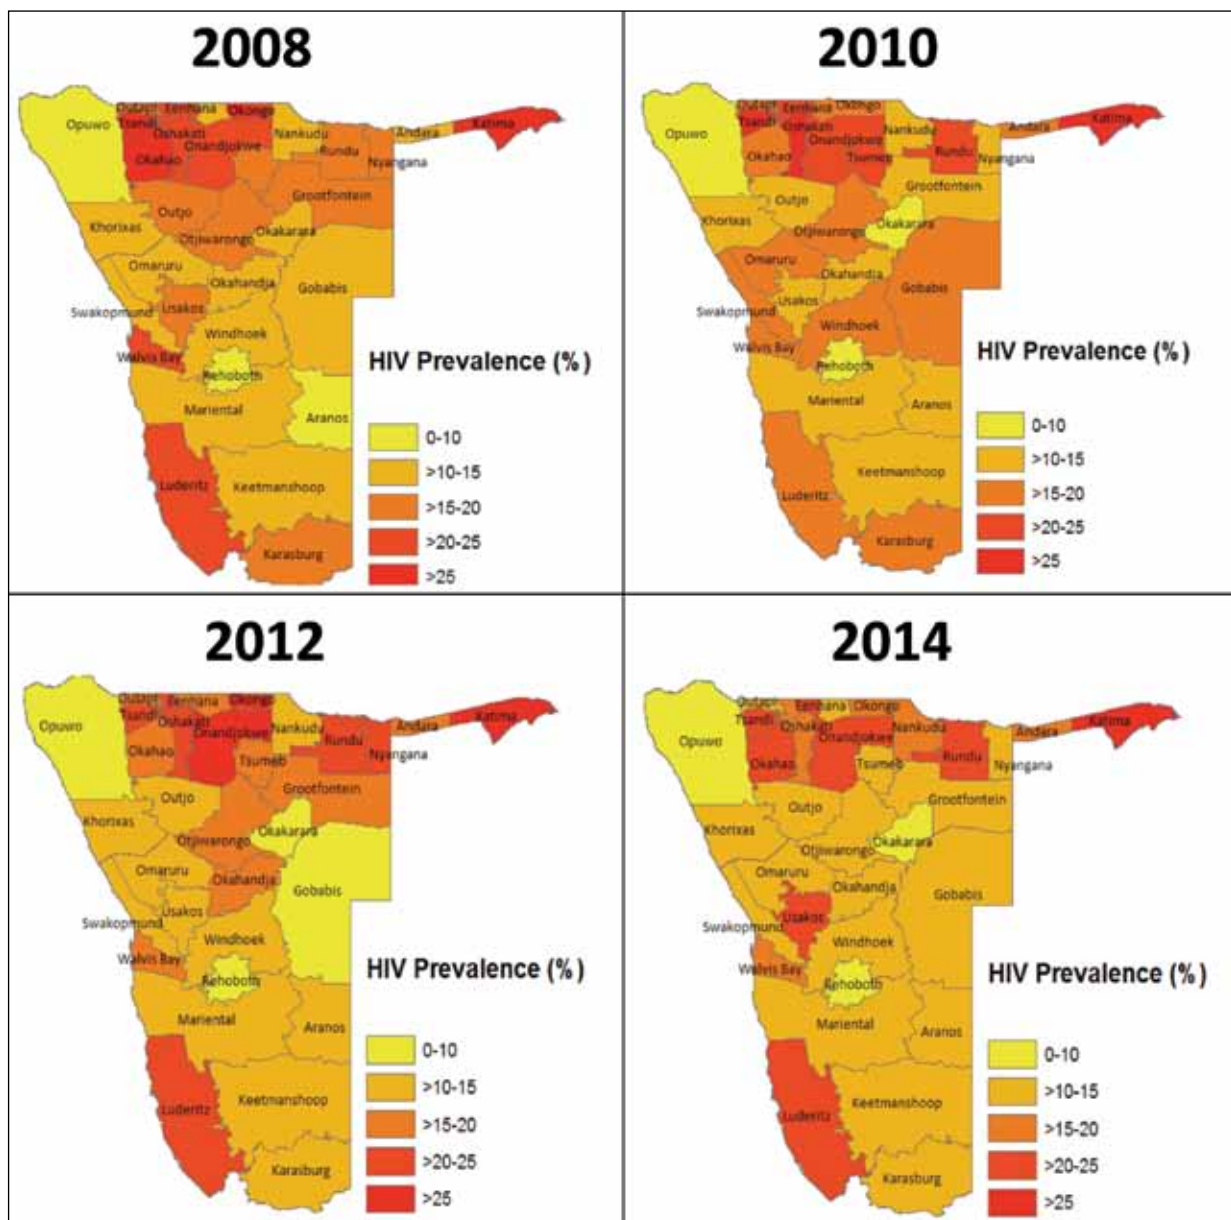 2008
Outapi Eenhana Okongo
Opuwo Tsandi Oshakati Nankudu Andara Katima
Okahao Onandjokwe Rundu Nyangana
Grootfontein
Outjo
Khorixas Otjiwarongo Okakarara
Omaruru Okahandja
Gobabis
Swakopmund Usakos
Windhoek
Walvis Bay
Rehoboth
Mariental Aranos
Luderitz Keetmanshoop
Karasburg
HIV Prevalence (%)
0-10
>10-15
>15-20
>20-25
>25
2010
Outapi Eenhana Okongo
Opuwo Tsandi Oshakati Nankudu Andara Katima
Onandjokwe
Okahao Tsumeb Rundu Nyangana
Grootfontein
Khorixas Outjo
Otjiwarongo Okakarara
Omaruru Okahandja
Gobabis
Usakos
Swakopmund Windhoek
Walvis Bay
Rehoboth
Mariental Aranos
Keetmanshoop
Luderitz
Karasburg
HIV Prevalence (%)
0-10
>10-15
>15-20
>20-25
>25
2012
Outapi Eenhana Okongo
Opuwo Tsandi Oshakati Nankudu Andara Katima
Onandjokwe
Okahao Tsumeb Rundu Nyangana
Grootfontein
Outjo
Khorixas Otjiwarongo Okakarara
Omaruru Okahandja
Gobabis
Usakos
Swakopmund Windhoek
Walvis Bay
Rehoboth
Mariental Aranos
Keetmanshoop
Luderitz
Karasburg
HIV Prevalence (%)
0-10
>10-15
>15-20
>20-25
>25
2014
Outapi Eenhana Okongo
Opuwo Tsandi Oshakati Nankudu Andara Katima
Onandjokwe
Okahao Tsumeb Rundu Nyangana
Grootfontein
Outjo
Khorixas Otjiwarongo Okakarara
Omaruru Okahandja
Gobabis
Usakos
Swakopmund Windhoek
Walvis Bay
Rehoboth
Mariental Aranos
Keetmanshoop
Luderitz
Karasburg
HIV Prevalence (%)
0-10
>10-15
>15-20
>20-25
>25